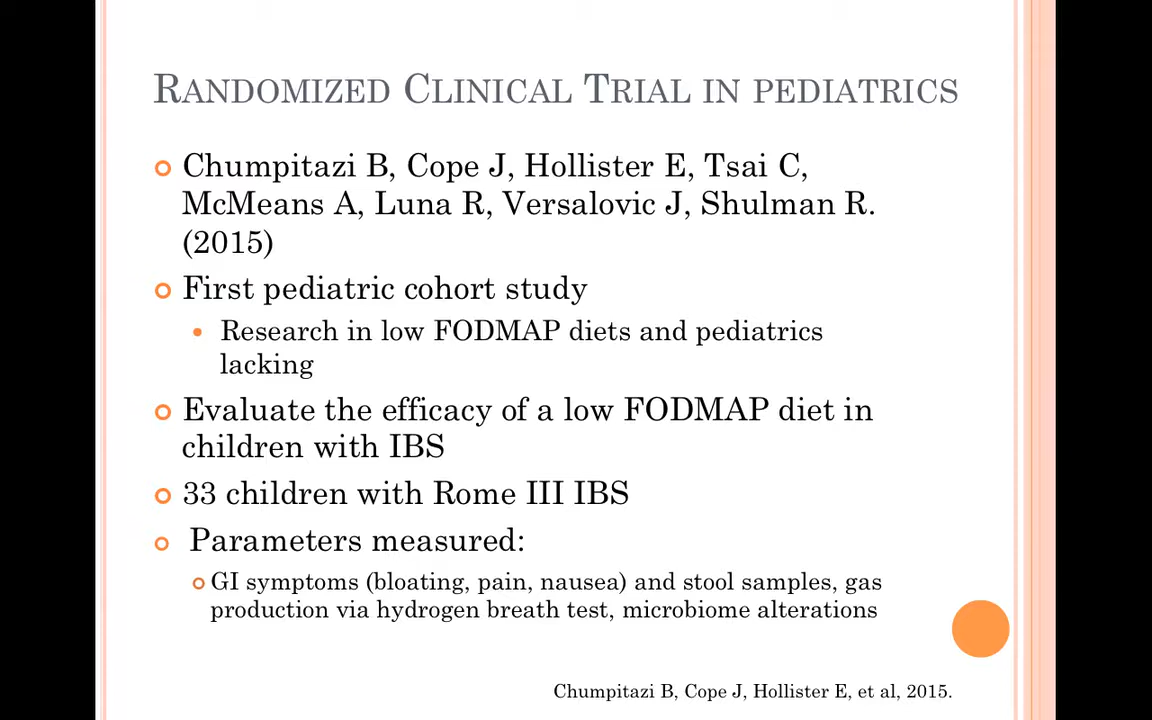 RANDOMIZED CLINICAL TRIAL IN PEDIATRICS
Chumpitazi B, Cope J, Hollister E, Tsai C,
McMeans A, Luna R, Versalovic J, Shulman R.
(2015)
First pediatric cohort study
Research in low FODMAP diets and pediatrics
lacking
Evaluate the efficacy of a low FODMAP diet in
children with IBS
33 children with Rome III IBS
Parameters measured:
GI symptoms (bloating, pain, nausea) and stool samples, gas
production via hydrogen breath test, microbiome alterations
Chumpitazi B, Cope J, Hollister E, et al, 2015.